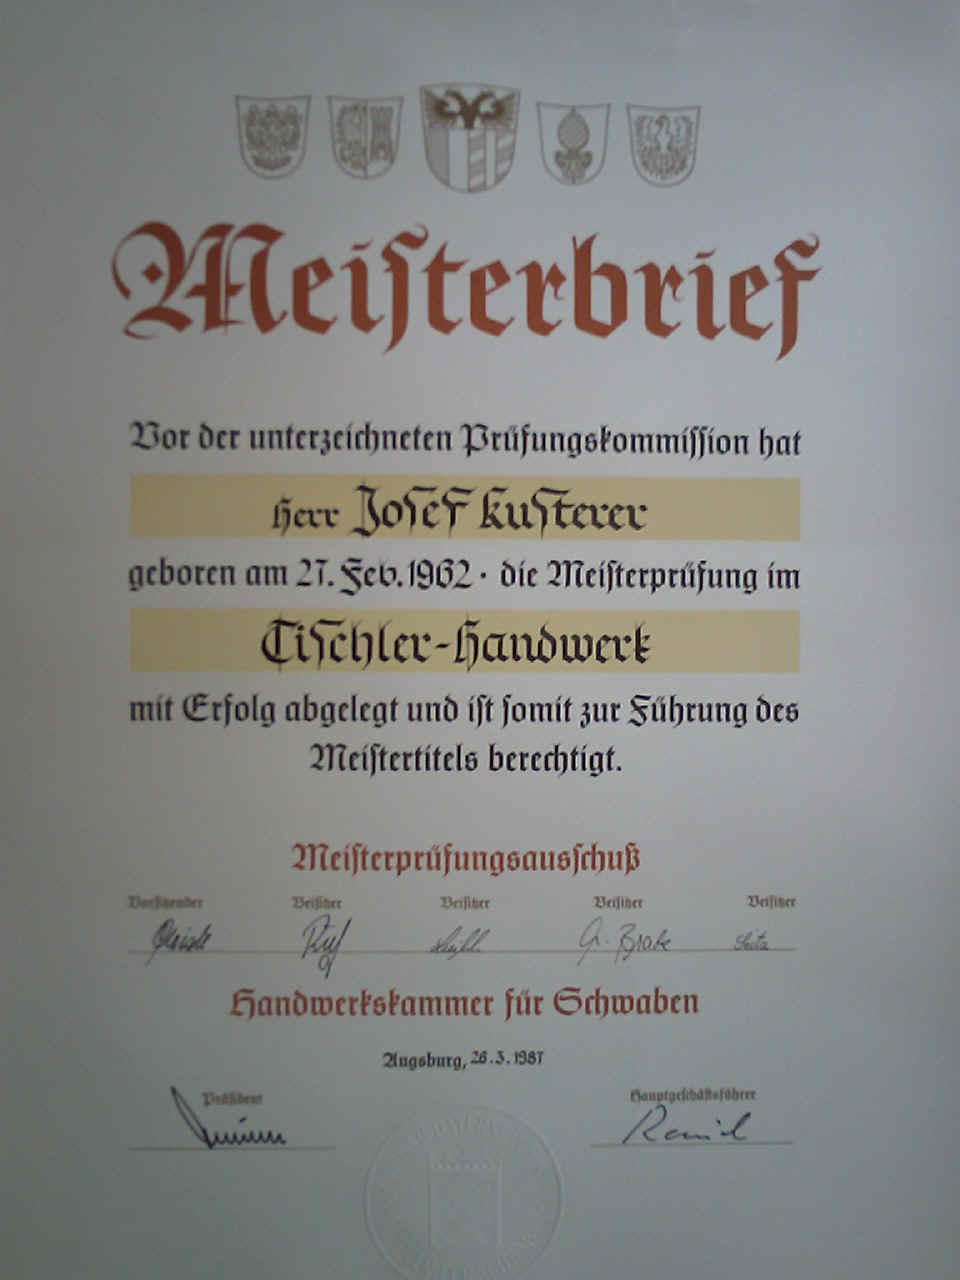 Meisterbrief
Vor der unterzeichneten Prüfungskommission hat
Herr Josef Kusterer
geboren am 27. Feb. 1962 · die Meisterprüfung im
Tischler-Handwerk
mit Erfolg abgelegt und ist somit zur Führung des
Meistertitels berechtigt.
Meisterprüfungsausschuß
Vorsitzender Beisitzer Beisitzer Beisitzer Beisitzer
Handwerkskammer für Schwaben
Augsburg, 26.3.1987
Präsident Hauptgeschäftsführer